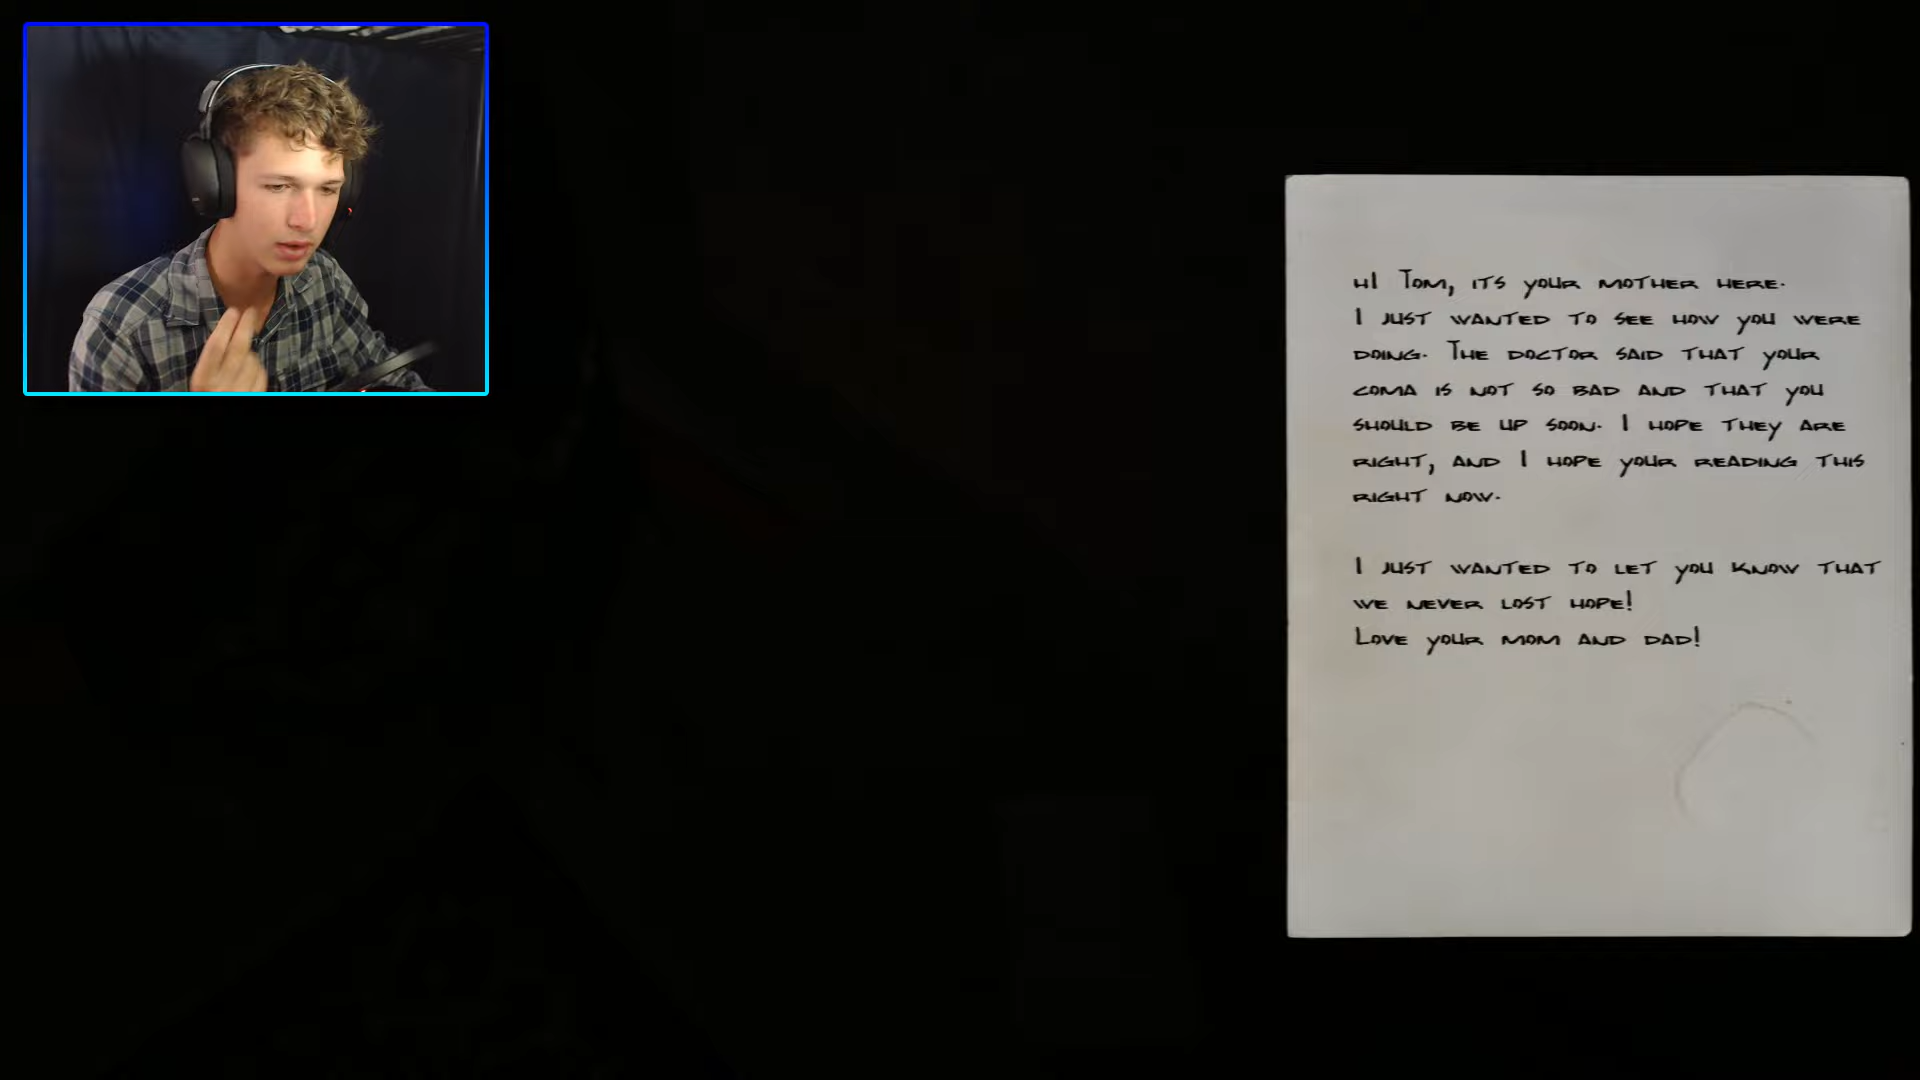 HI TOM, ITS YOUR MOTHER HERE.
I JUST WANTED TO SEE HOW YOU WERE
DOING. THE DOCTOR SAID THAT YOUR
COMA IS NOT SO BAD AND THAT YOU
SHOULD BE UP SOON. I HOPE THEY ARE
RIGHT, AND I HOPE YOUR READING THIS
RIGHT NOW.
I JUST WANTED TO LET YOU KNOW THAT
WE NEVER LOST HOPE!
LOVE YOUR MOM AND DAD!